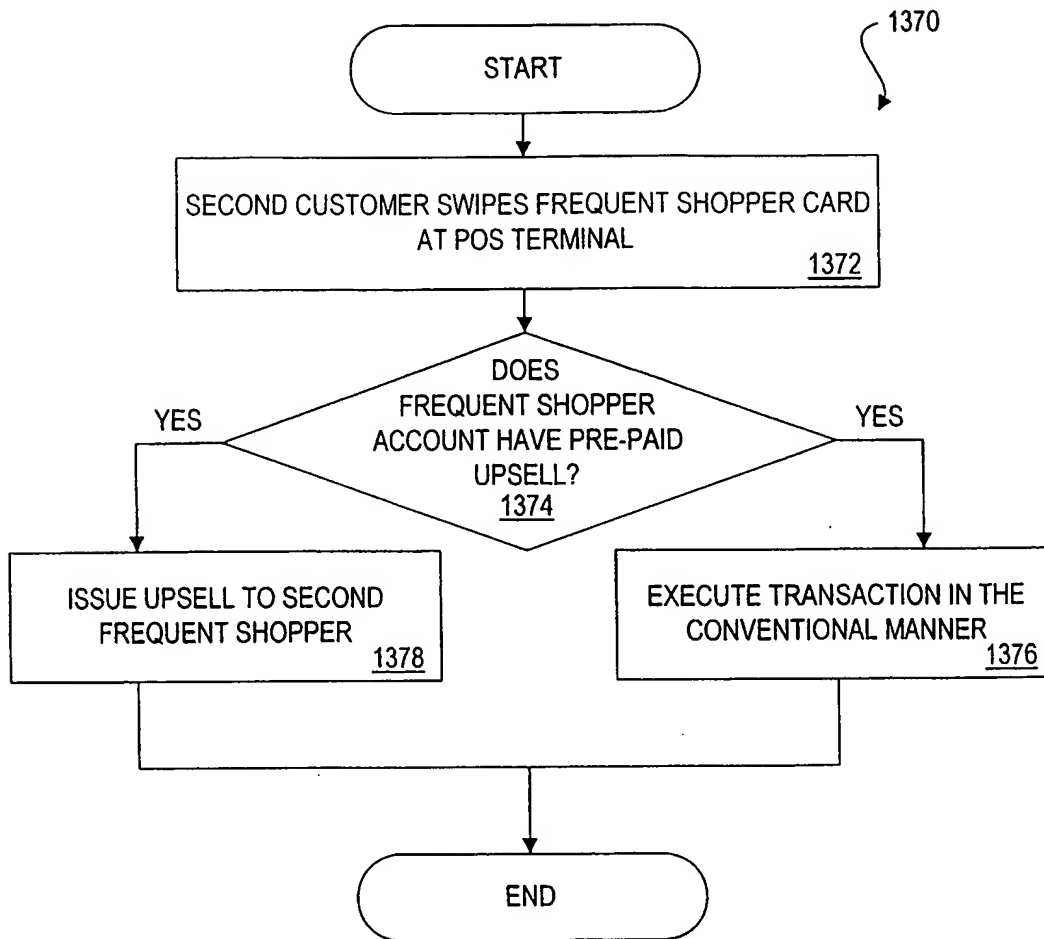 1370
START
SECOND CUSTOMER SWIPES FREQUENT SHOPPER CARD
AT POS TERMINAL
1372
DOES
FREQUENT SHOPPER
ACCOUNT HAVE PRE-PAID
UPSELL?
1374
YES
YES
ISSUE UPSELL TO SECOND
FREQUENT SHOPPER
1378
EXECUTE TRANSACTION IN THE
CONVENTIONAL MANNER
1376
END